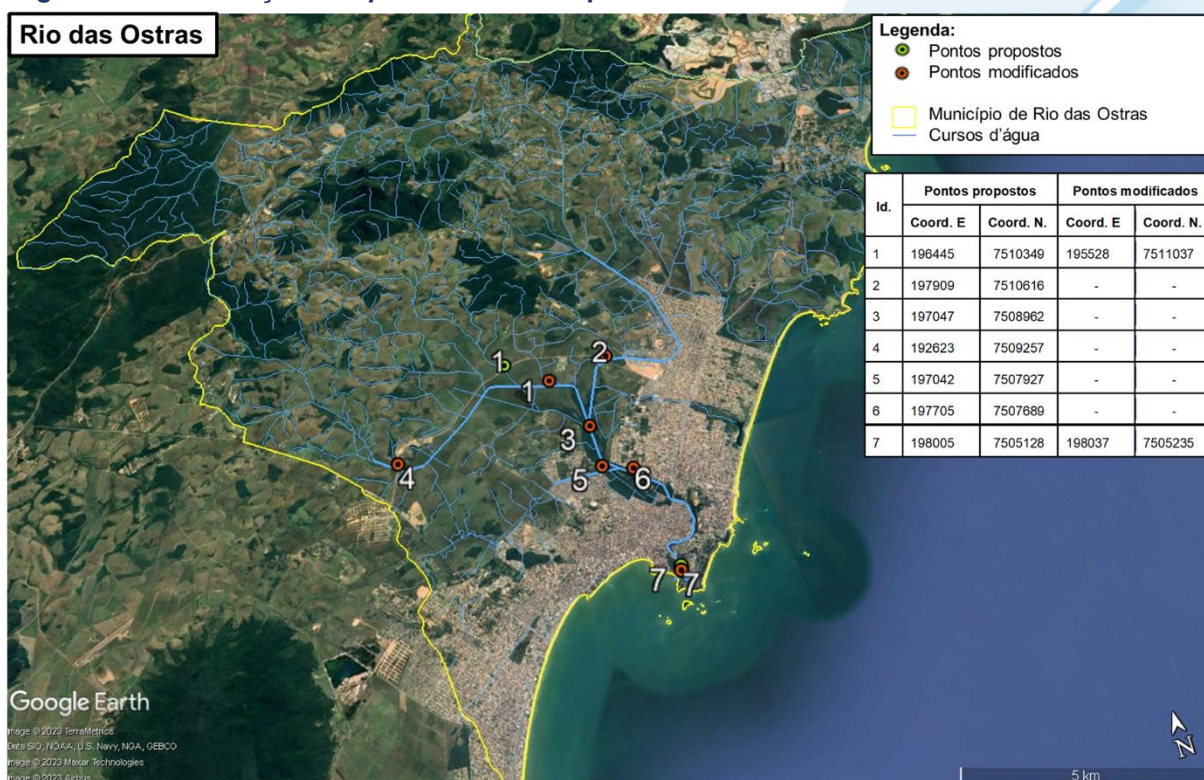 Rio das Ostras
Legenda:
Pontos propostos
Pontos modificados
Município de Rio das Ostras
Cursos d'água
Id. Pontos propostos Pontos modificados
Coord. E Coord. N. Coord. E Coord. N.
1 196445 7510349 195528 7511037
2 197909 7510616 - -
3 197047 7508962 - -
4 192623 7509257 - -
5 197042 7507927 - -
6 197705 7507689 - -
7 198005 7505128 198037 7505235
1
2
1
3
4
5
6
7
7
Google Earth
Image © 2023 TerraMetrics
Data SIO, NOAA, U.S. Navy, NGA, GEBCO
Image © 2023 Maxar Technologies
Image © 2023 Airbus
N
5 km